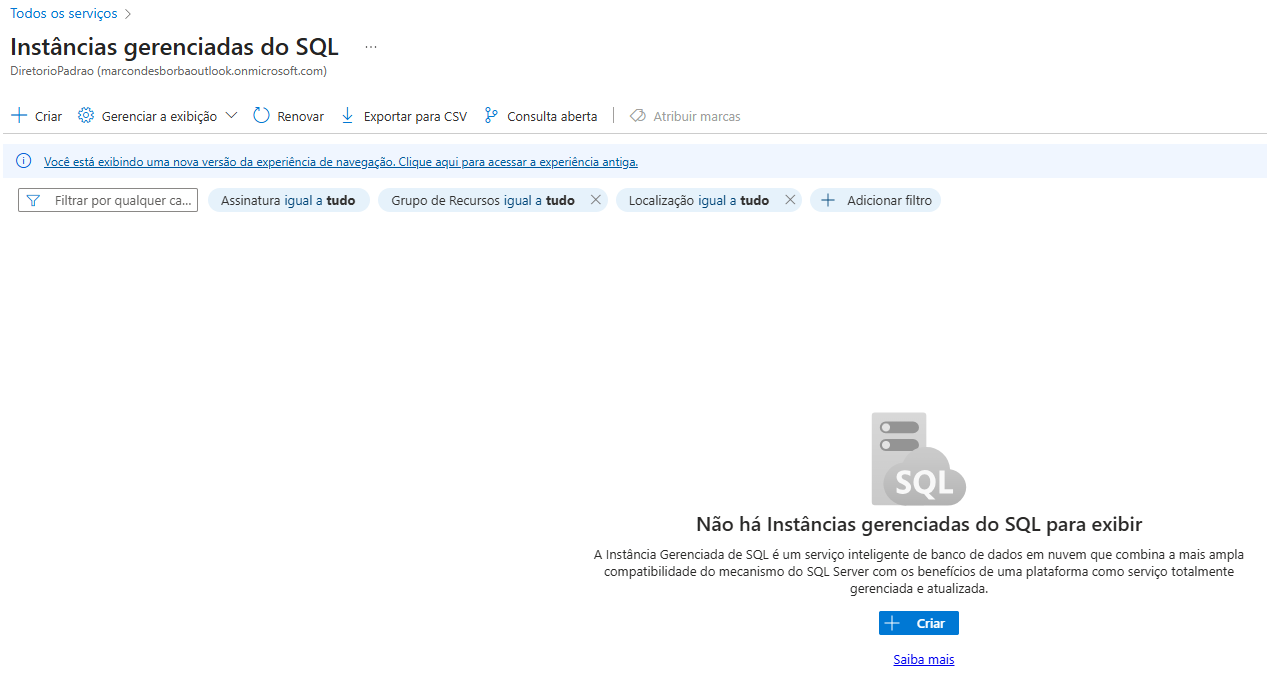 Todos os serviços
Instâncias gerenciadas do SQL ...
DiretorioPadrao (marcondesborbaoutlook.onmicrosoft.com)
Criar Gerenciar a exibição Renovar Exportar para CSV Consulta aberta Atribuir marcas
Você está exibindo uma nova versão da experiência de navegação. Clique aqui para acessar a experiência antiga.
Filtrar por qualquer ca... Assinatura igual a tudo Grupo de Recursos igual a tudo Localização igual a tudo Adicionar filtro
SQL
Não há Instâncias gerenciadas do SQL para exibir
A Instância Gerenciada de SQL é um serviço inteligente de banco de dados em nuvem que combina a mais ampla
compatibilidade do mecanismo do SQL Server com os benefícios de uma plataforma como serviço totalmente
gerenciada e atualizada.
Criar
Saiba mais